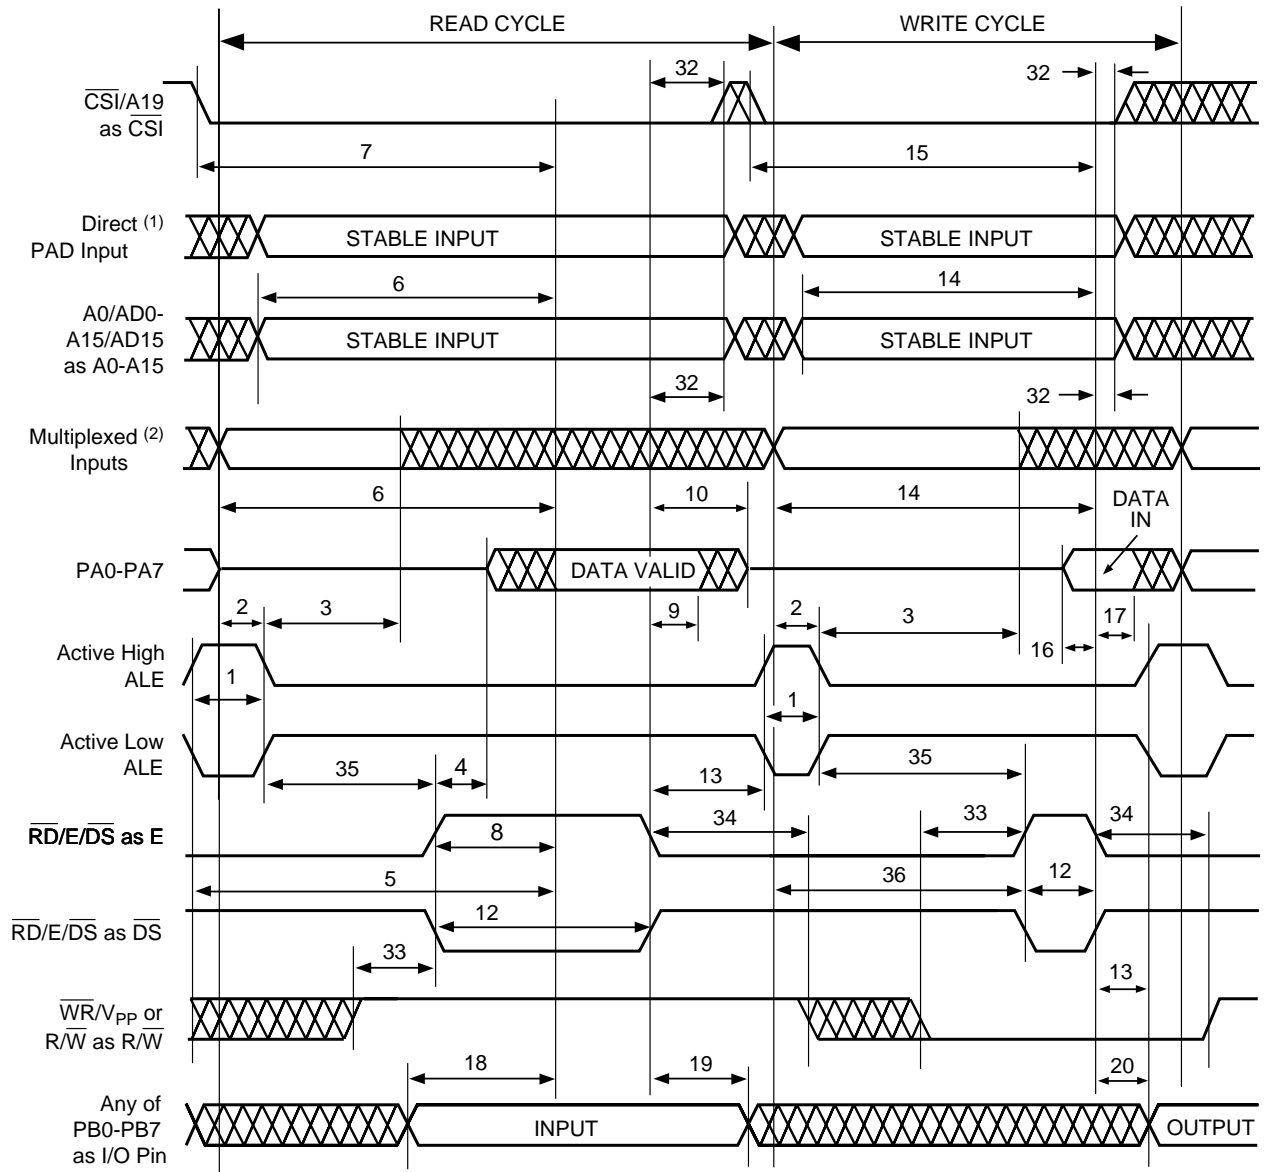 READ CYCLE WRITE CYCLE
32 32
CSI/A19
as CSI
7 15
Direct (1)
PAD Input
STABLE INPUT STABLE INPUT
6 14
A0/AD0-
A15/AD15
as A0-A15
STABLE INPUT STABLE INPUT
32 32
Multiplexed (2)
Inputs
6 10 14 DATA
IN
PA0-PA7
DATA VALID
2 3 9 2 3 16 17
Active High
ALE
1 1
Active Low
ALE
35 4 13 35
RD/E/DS as E
8 34 33 34
5 36 12
RD/E/DS as DS
12
33 13
WR/VPP or
R/W as R/W
18 19 20
Any of
PB0-PB7
as I/O Pin
INPUT OUTPUT